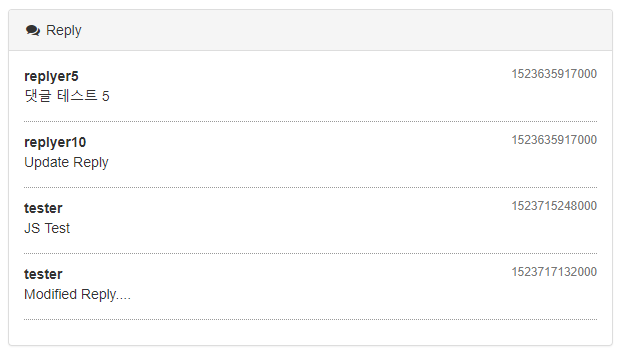 Reply
replyer5 1523635917000
댓글 테스트 5
replyer10 1523635917000
Update Reply
tester 1523715248000
JS Test
tester 1523717132000
Modified Reply....